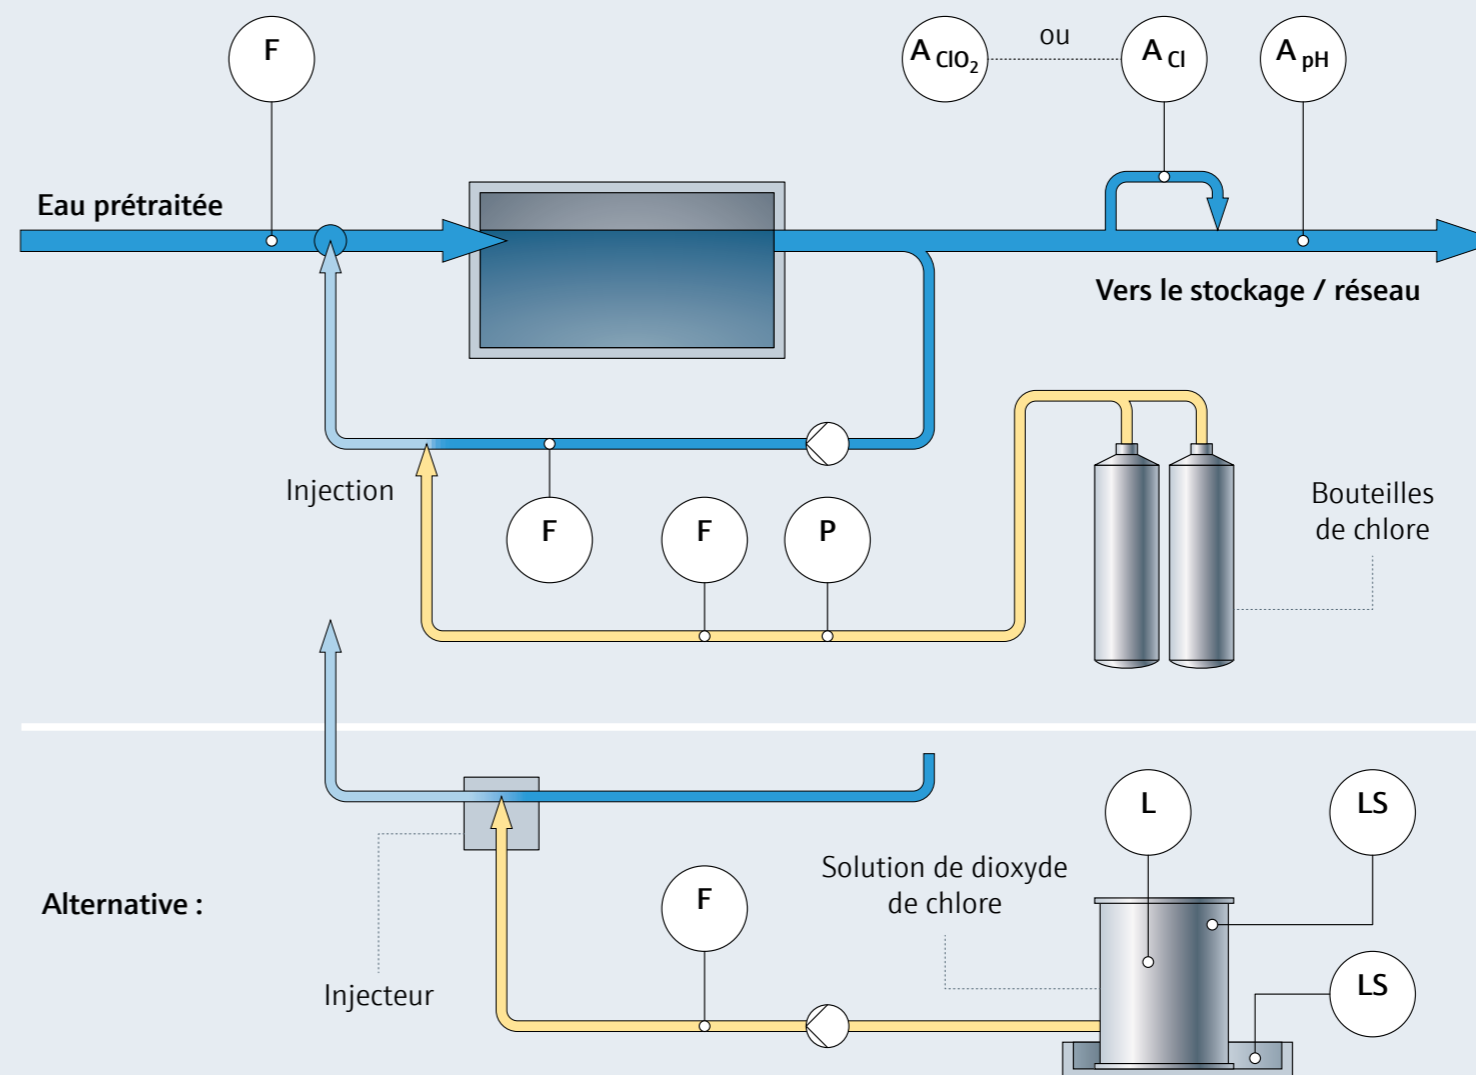 F
A ClO₂
ou
A Cl
A pH
Eau prétraitée
Vers le stockage / réseau
Injection
F
F
P
Bouteilles
de chlore
Alternative :
Injecteur
F
Solution de dioxyde
de chlore
L
LS
LS